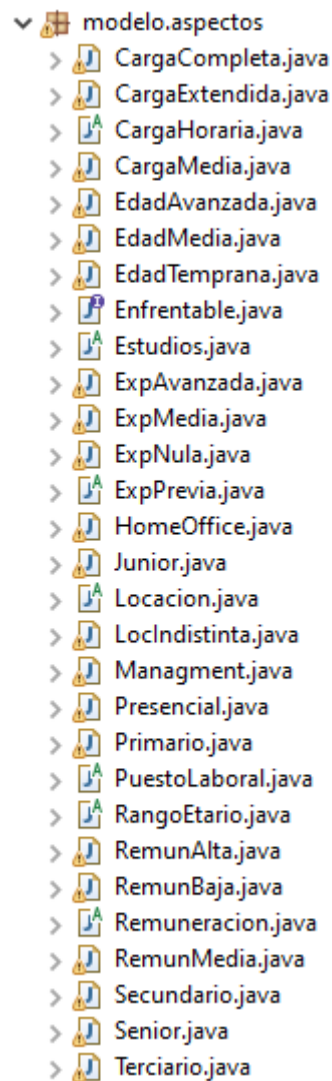 modelo.aspectos
CargaCompleta.java
CargaExtendida.java
CargaHoraria.java
CargaMedia.java
EdadAvanzada.java
EdadMedia.java
EdadTemprana.java
Enfrentable.java
Estudios.java
ExpAvanzada.java
ExpMedia.java
ExpNula.java
ExpPrevia.java
HomeOffice.java
Junior.java
Locacion.java
LocIndistinta.java
Managment.java
Presencial.java
Primario.java
PuestoLaboral.java
RangoEtario.java
RemunAlta.java
RemunBaja.java
Remuneracion.java
RemunMedia.java
Secundario.java
Senior.java
Terciario.java